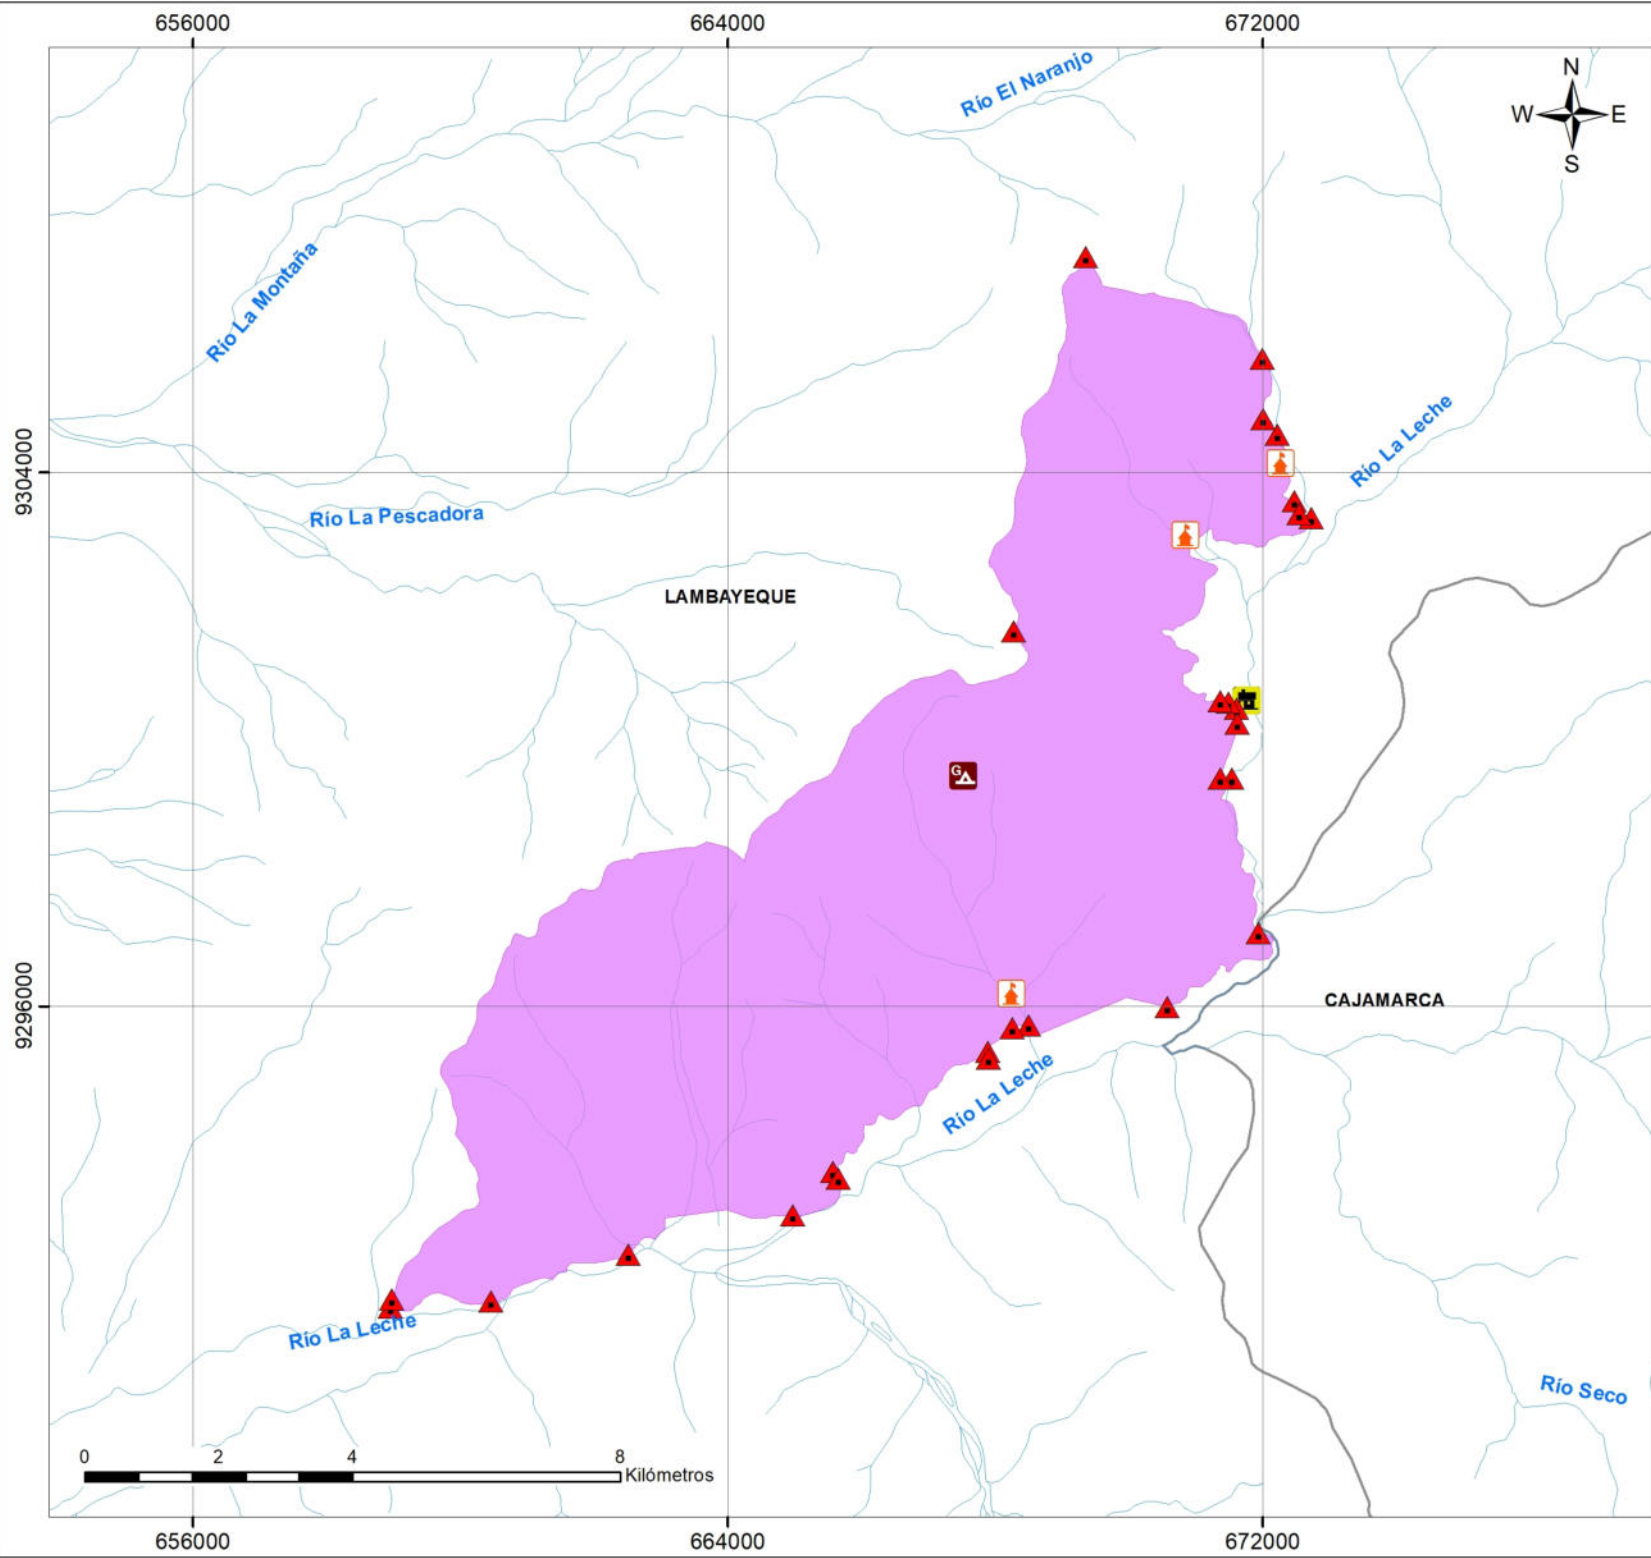 656000
664000
672000
Río El Naranjo
N
W
E
S
Río La Montaña
Río La Leche
9304000
Río La Pescadora
LAMBAYEQUE
G
9296000
CAJAMARCA
Río La Leche
Río La Leche
Río Seco
0
2
4
8
Kilómetros
656000
664000
672000